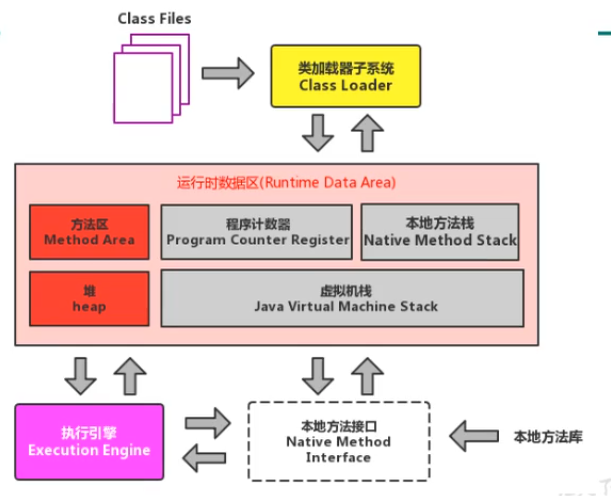 Class Files
类加载器子系统
Class Loader
运行时数据区(Runtime Data Area)
方法区
Method Area
程序计数器
Program Counter Register
本地方法栈
Native Method Stack
堆
heap
虚拟机栈
Java Virtual Machine Stack
执行引擎
Execution Engine
本地方法接口
Native Method
Interface
本地方法库